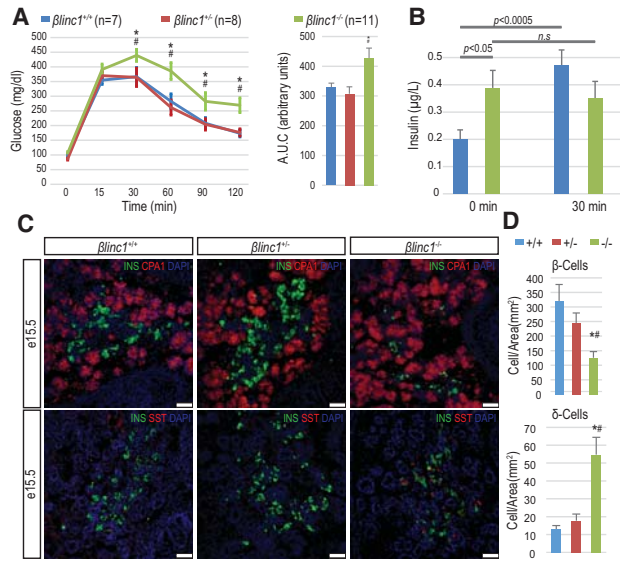 A
βlinc1+/+ (n=7)
βlinc1+/- (n=8)
βlinc1-/- (n=11)
Glucose (mg/dl)
500
450
400
350
300
250
200
150
100
50
0
*
#
*
#
*
#
*
#
0 15 30 60 90 120
Time (min)
A.U.C (arbitrary units)
500
400
300
200
100
0
*
#
B
p<0.0005
p<0.05
n.s
Insulin (µg/L)
0.6
0.5
0.4
0.3
0.2
0.1
0
0 min 30 min
C
βlinc1+/+ βlinc1+/- βlinc1-/-
e15.5
INS CPA1 DAPI
INS CPA1 DAPI
INS CPA1 DAPI
e15.5
INS SST DAPI
INS SST DAPI
INS SST DAPI
D
+/+ +/- -/-
β-Cells
Cell/Area(mm2)
400
350
300
250
200
150
100
50
0
*#
δ-Cells
Cell/Area(mm2)
70
60
50
40
30
20
10
0
*#